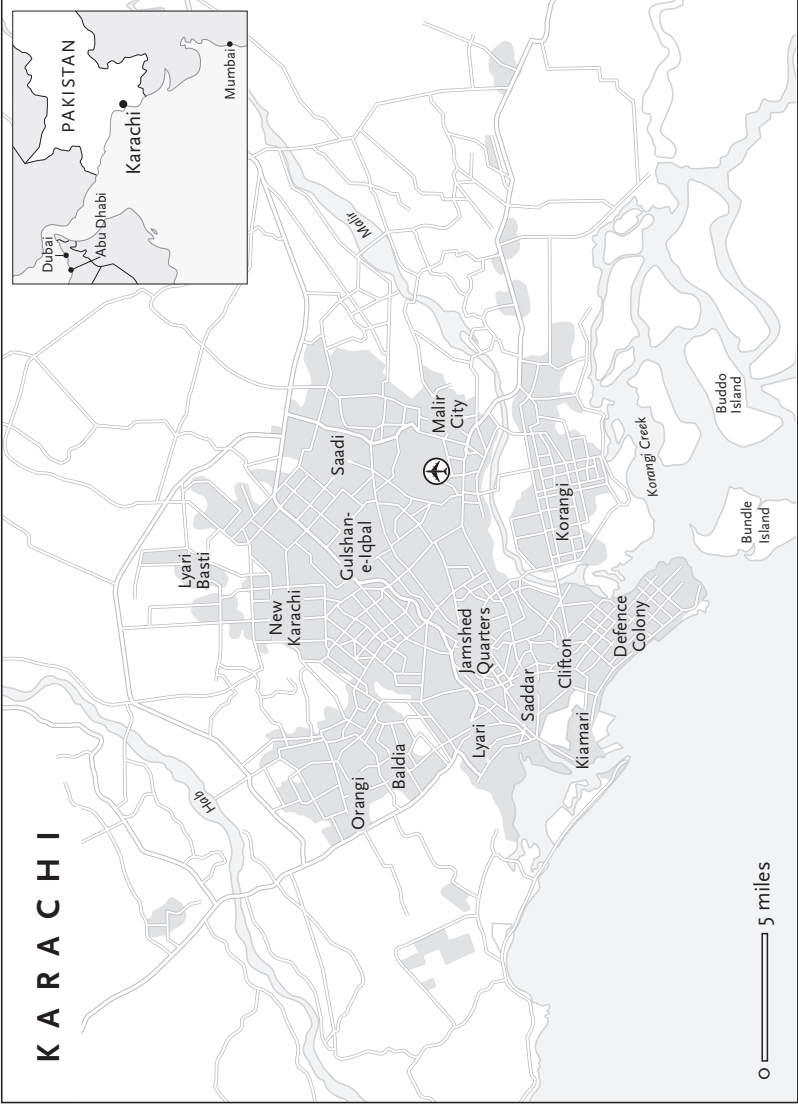 KARACHI
Hab
Orangi
Baldia
Lyari
Basti
New
Karachi
Gulshan-
e-Iqbal
Saadi
Malir
City
Malir
Jamshed
Quarters
Lyari
Saddar
Clifton
Kiamari
Defence
Colony
Korangi
Korangi Creek
Bundle
Island
Buddo
Island
0 5 miles
PAKISTAN
Karachi
Dubai
Abu Dhabi
Mumbai